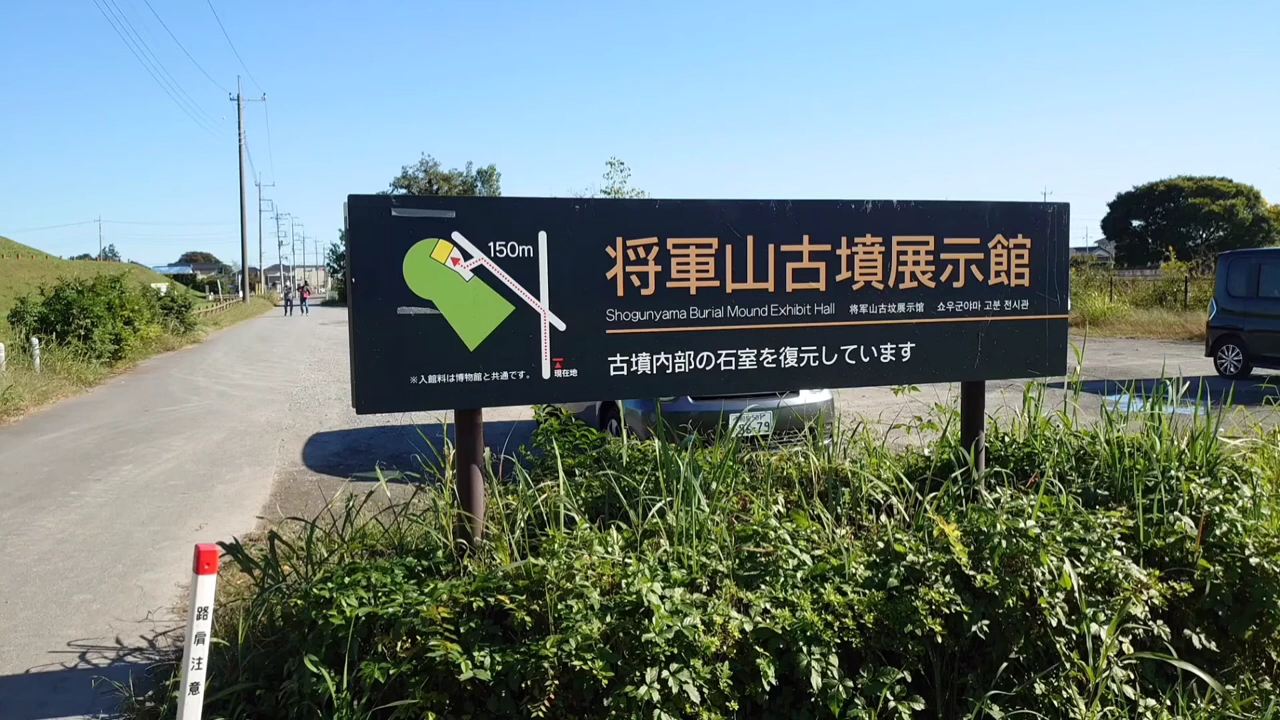 150m
将軍山古墳展示館
Shogunyama Burial Mound Exhibit Hall 将军山古坟展示馆 쇼우군야마 고분 전시관
古墳内部の石室を復元しています
※入館料は博物館と共通です。
現在地
56-79
路肩注意